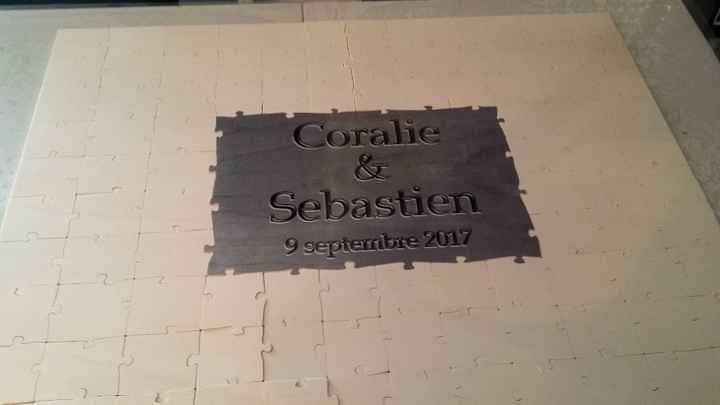 Coralie
&
Sebastien
9 septembre 2017